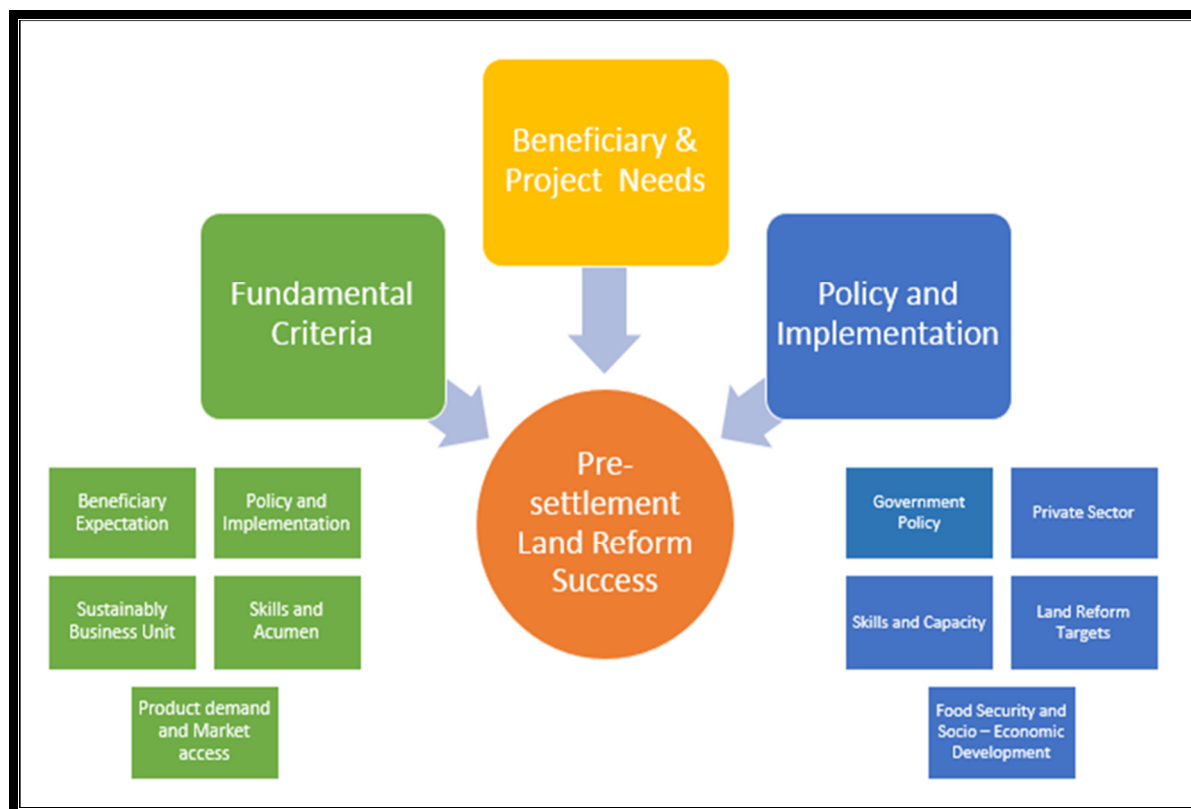 Beneficiary &
Project Needs
Fundamental
Criteria
Policy and
Implementation
Pre-
settlement
Land Reform
Success
Beneficiary
Expectation
Policy and
Implementation
Sustainably
Business Unit
Skills and
Acumen
Product demand
and Market
access
Government
Policy
Private Sector
Skills and Capacity
Land Reform
Targets
Food Security and
Socio – Economic
Development